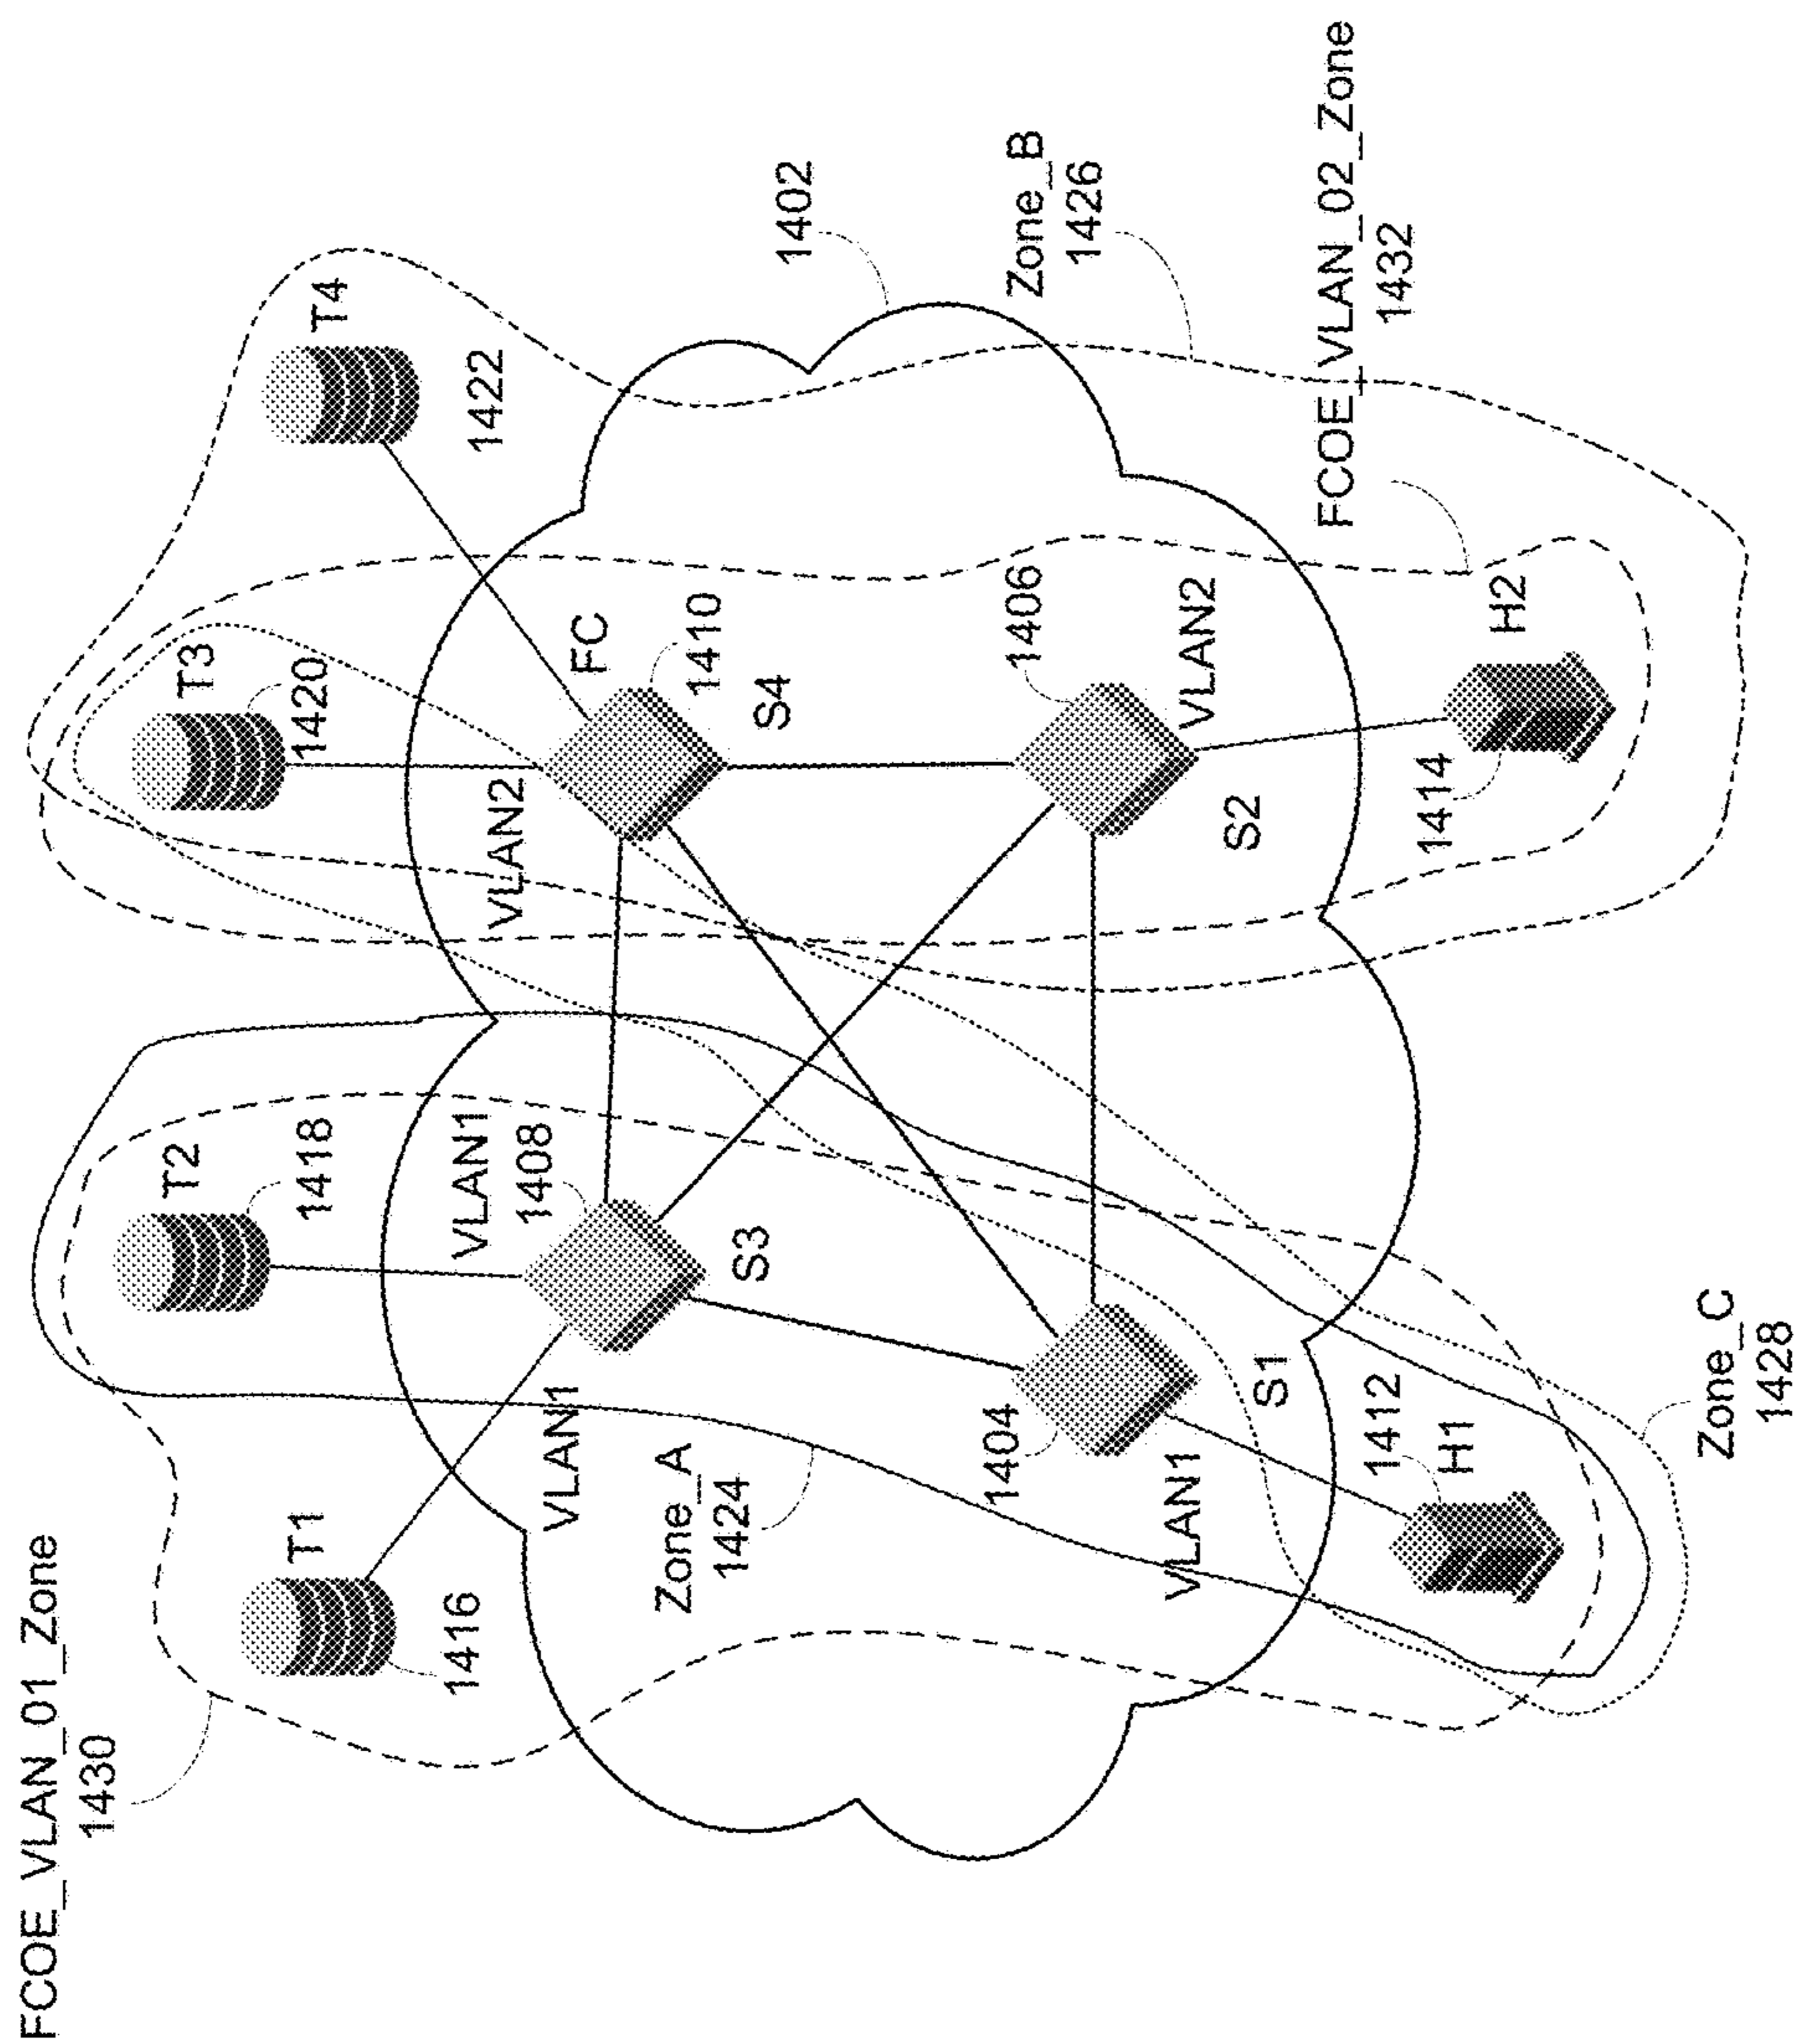 FCOE_VLAN_01_Zone
1430
T1
1416
T2
1418
T3
1420
T4
1422
VLAN1
VLAN1
1408
S3
VLAN2
FC
1410
S4
1402
Zone_A
1424
Zone_B
1426
1404
VLAN1
S1
1406
VLAN2
S2
FCOE_VLAN_02_Zone
1432
1412
H1
1414
H2
Zone_C
1428